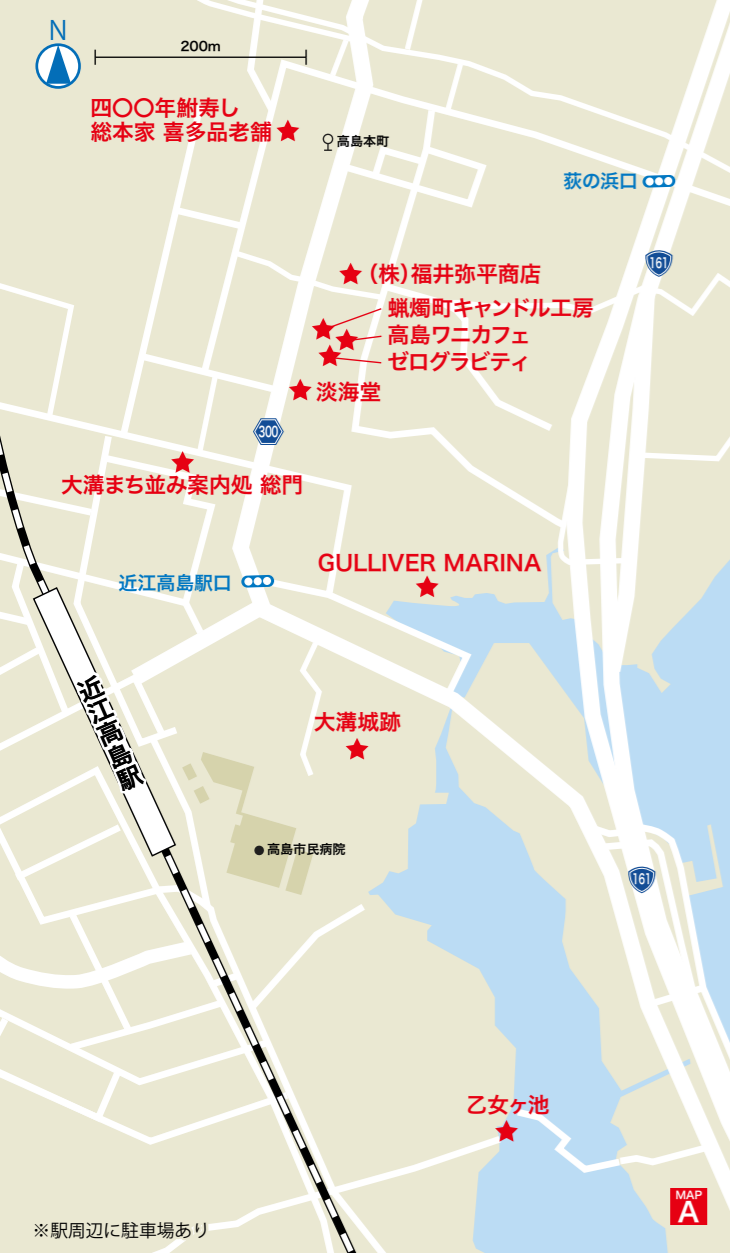 N
200m
四〇〇年鮒寿し
総本家 喜多品老舗
高島本町
荻の浜口
161
(株)福井弥平商店
蝋燭町キャンドル工房
高島ワニカフェ
ゼログラビティ
淡海堂
300
大溝まち並み案内処 総門
GULLIVER MARINA
近江高島駅口
近江高島駅
大溝城跡
高島市民病院
161
乙女ヶ池
MAP
A
※駅周辺に駐車場あり